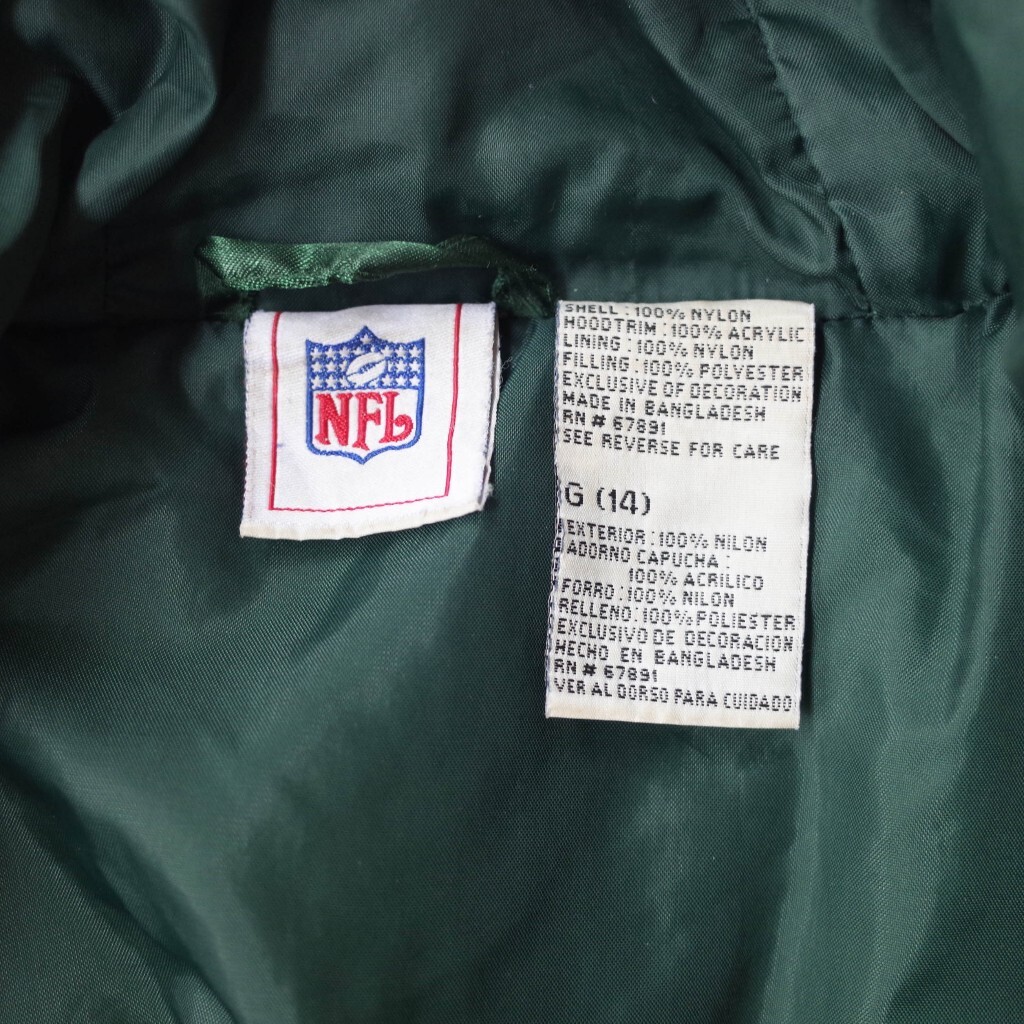 NFL
SHELL : 100% NYLON
HOODTRIM : 100% ACRYLIC
LINING : 100% NYLON
FILLING : 100% POLYESTER
EXCLUSIVE OF DECORATION
MADE IN BANGLADESH
RN # 67891
SEE REVERSE FOR CARE
G (14)
EXTERIOR : 100% NILON
ADORNO CAPUCHA :
100% ACRILICO
FORRO : 100% NILON
RELLENO : 100% POLIESTER
EXCLUSIVO DE DECORACION
HECHO EN BANGLADESH
RN # 67891
VER AL DORSO PARA CUIDADO